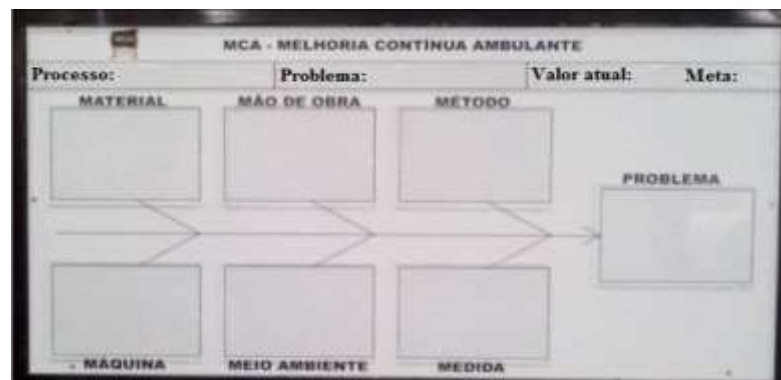 MCA - MELHORIA CONTÍNUA AMBULANTE
Processo: Problema: Valor atual: Meta:
MATERIAL MÃO DE OBRA MÉTODO
PROBLEMA
MÁQUINA MEIO AMBIENTE MEDIDA